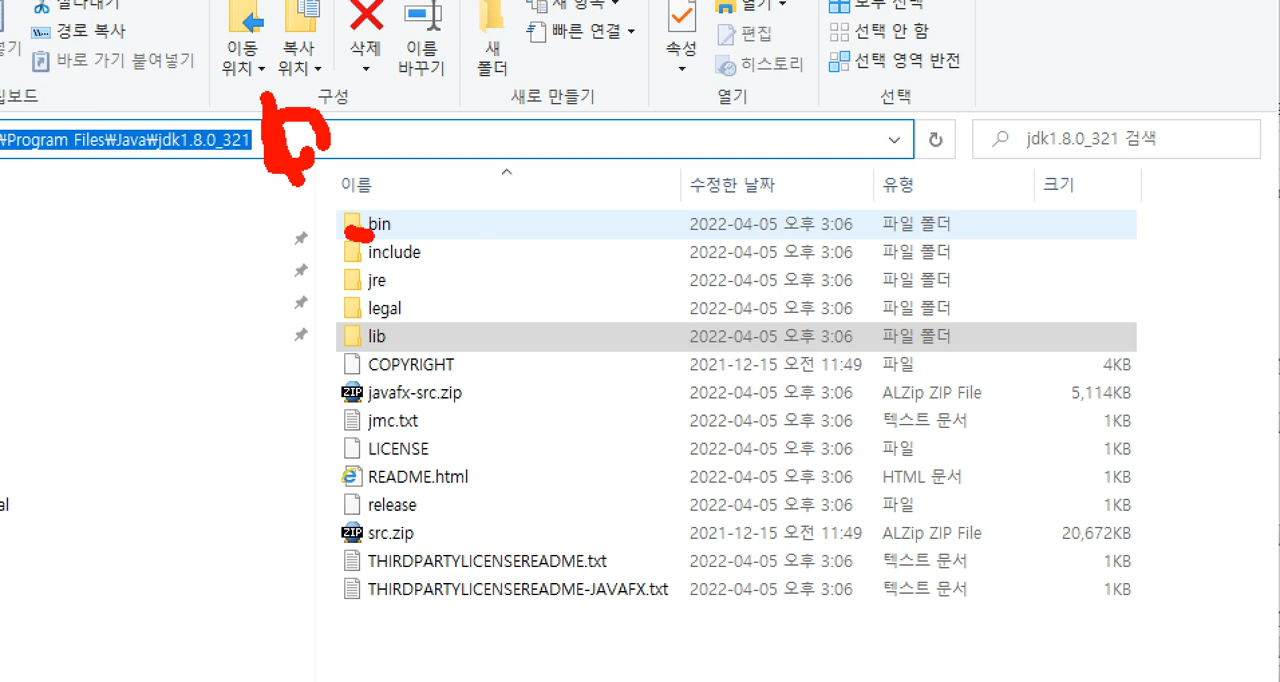 경로 복사
바로 가기 붙여넣기
이동
위치
복사
위치
삭제
이름
바꾸기
구성
새
폴더
빠른 연결
새로 만들기
속성
편집
히스토리
열기
선택 안 함
선택 영역 반전
선택
₩Program Files₩Java₩jdk1.8.0_321
jdk1.8.0_321 검색
이름 수정한 날짜 유형 크기
bin 2022-04-05 오후 3:06 파일 폴더
include 2022-04-05 오후 3:06 파일 폴더
jre 2022-04-05 오후 3:06 파일 폴더
legal 2022-04-05 오후 3:06 파일 폴더
lib 2022-04-05 오후 3:06 파일 폴더
COPYRIGHT 2021-12-15 오전 11:49 파일 4KB
javafx-src.zip 2022-04-05 오후 3:06 ALZip ZIP File 5,114KB
jmc.txt 2022-04-05 오후 3:06 텍스트 문서 1KB
LICENSE 2022-04-05 오후 3:06 파일 1KB
README.html 2022-04-05 오후 3:06 HTML 문서 1KB
release 2022-04-05 오후 3:06 파일 1KB
src.zip 2021-12-15 오전 11:49 ALZip ZIP File 20,672KB
THIRDPARTYLICENSEREADME.txt 2022-04-05 오후 3:06 텍스트 문서 1KB
THIRDPARTYLICENSEREADME-JAVAFX.txt 2022-04-05 오후 3:06 텍스트 문서 1KB